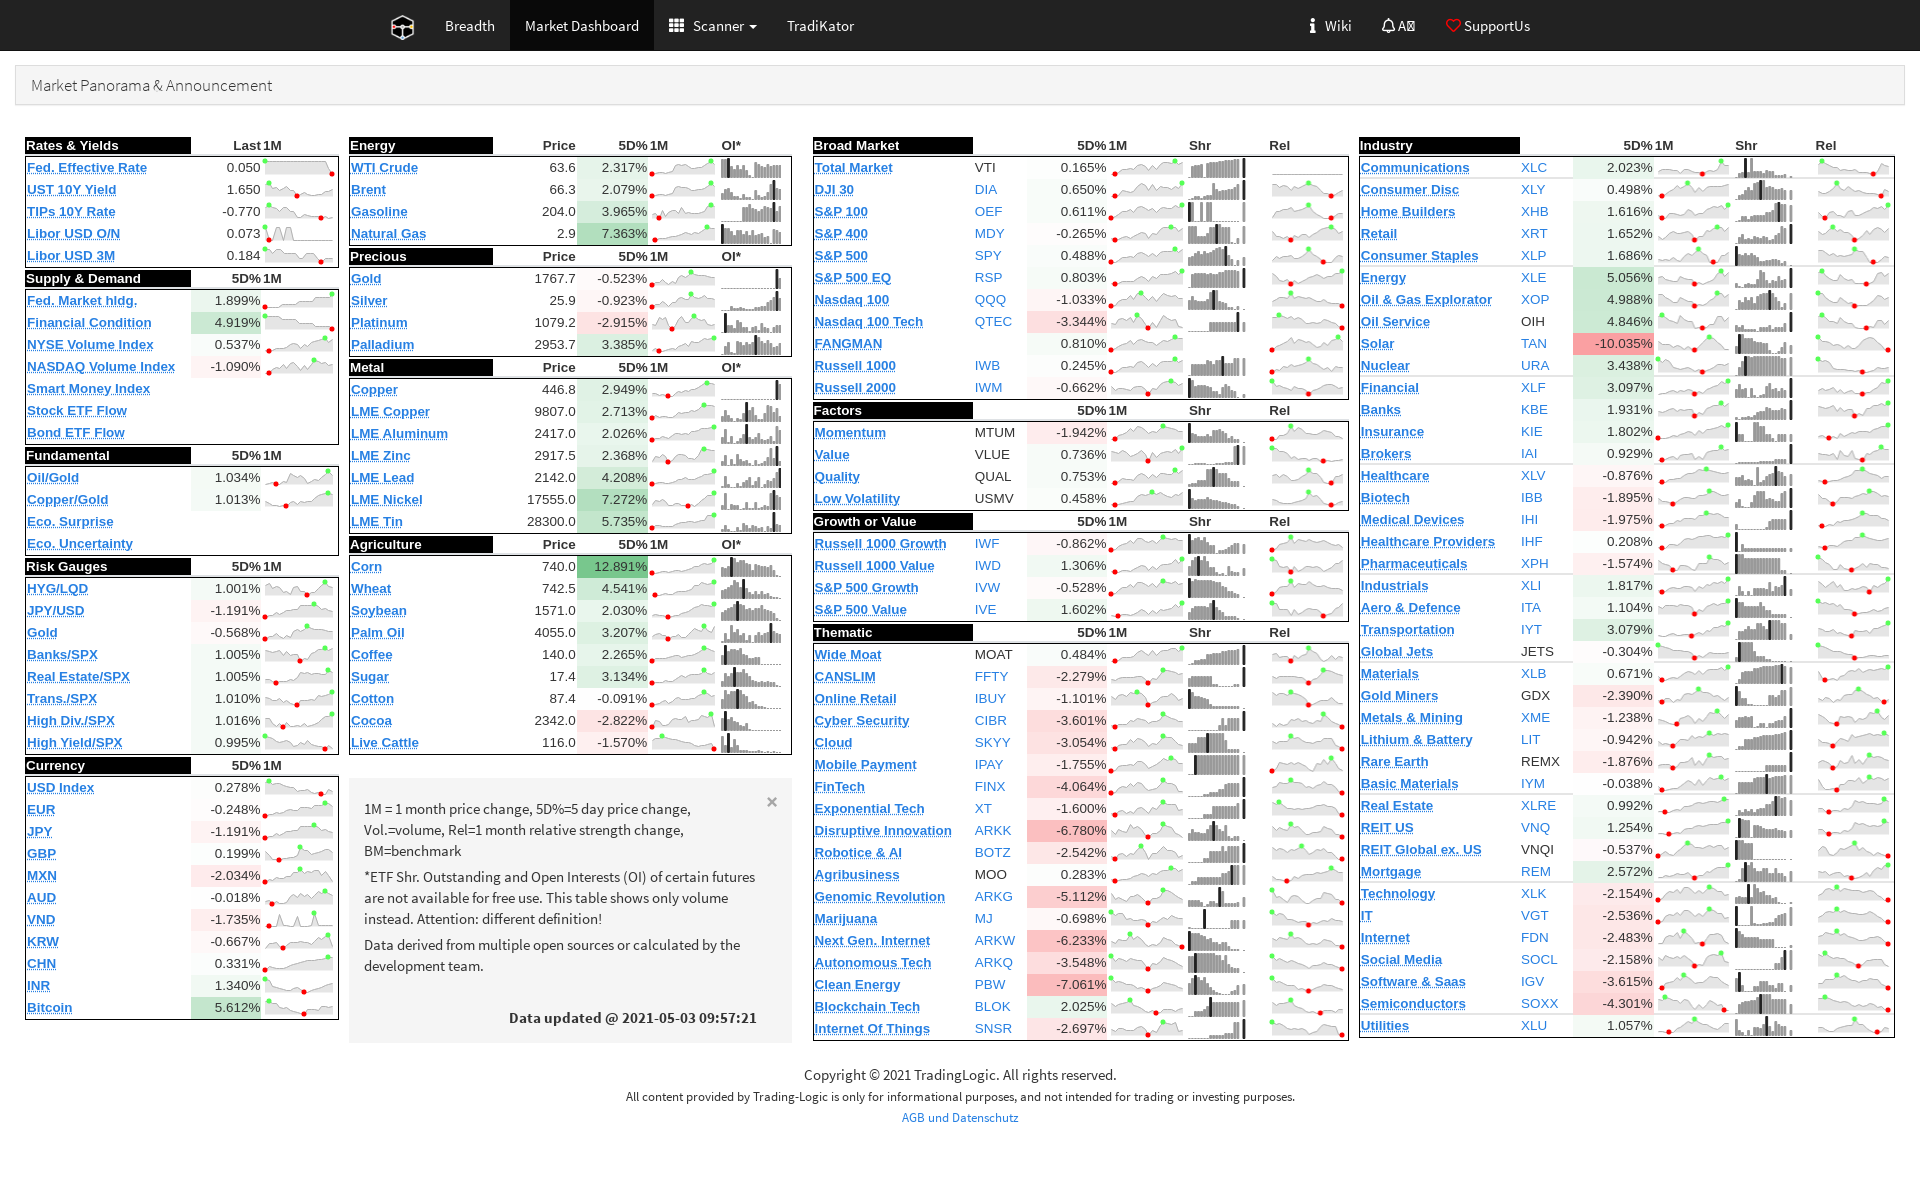 Breadth
Market Dashboard
Scanner
TradiKator
Wiki
SupportUs
Market Panorama & Announcement
Rates & Yields Last 1M
Fed. Effective Rate 0.050
UST 10Y Yield 1.650
TIPs 10Y Rate -0.770
Libor USD O/N 0.073
Libor USD 3M 0.184
Supply & Demand 5D% 1M
Fed. Market hldg. 1.899%
Financial Condition 4.919%
NYSE Volume Index 0.537%
NASDAQ Volume Index -1.090%
Smart Money Index
Stock ETF Flow
Bond ETF Flow
Fundamental 5D% 1M
Oil/Gold 1.034%
Copper/Gold 1.013%
Eco. Surprise
Eco. Uncertainty
Risk Gauges 5D% 1M
HYG/LQD 1.001%
JPY/USD -1.191%
Gold -0.568%
Banks/SPX 1.005%
Real Estate/SPX 1.005%
Trans./SPX 1.010%
High Div./SPX 1.016%
High Yield/SPX 0.995%
Currency 5D% 1M
USD Index 0.278%
EUR -0.248%
JPY -1.191%
GBP 0.199%
MXN -2.034%
AUD -0.018%
VND -1.735%
KRW -0.667%
CHN 0.331%
INR 1.340%
Bitcoin 5.612%
Energy Price 5D% 1M OI*
WTI Crude 63.6 2.317%
Brent 66.3 2.079%
Gasoline 204.0 3.965%
Natural Gas 2.9 7.363%
Precious Price 5D% 1M OI*
Gold 1767.7 -0.523%
Silver 25.9 -0.923%
Platinum 1079.2 -2.915%
Palladium 2953.7 3.385%
Metal Price 5D% 1M OI*
Copper 446.8 2.949%
LME Copper 9807.0 2.713%
LME Aluminum 2417.0 2.026%
LME Zinc 2917.5 2.368%
LME Lead 2142.0 4.208%
LME Nickel 17555.0 7.272%
LME Tin 28300.0 5.735%
Agriculture Price 5D% 1M OI*
Corn 740.0 12.891%
Wheat 742.5 4.541%
Soybean 1571.0 2.030%
Palm Oil 4055.0 3.207%
Coffee 140.0 2.265%
Sugar 17.4 3.134%
Cotton 87.4 -0.091%
Cocoa 2342.0 -2.822%
Live Cattle 116.0 -1.570%
×
1M = 1 month price change, 5D%=5 day price change,
Vol.=volume, Rel=1 month relative strength change,
BM=benchmark
*ETF Shr. Outstanding and Open Interests (OI) of certain futures
are not available for free use. This table shows only volume
instead. Attention: different definition!
Data derived from multiple open sources or calculated by the
development team.
Data updated @ 2021-05-03 09:57:21
Broad Market 5D% 1M Shr Rel
Total Market VTI 0.165%
DJI 30 DIA 0.650%
S&P 100 OEF 0.611%
S&P 400 MDY -0.265%
S&P 500 SPY 0.488%
S&P 500 EQ RSP 0.803%
Nasdaq 100 QQQ -1.033%
Nasdaq 100 Tech QTEC -3.344%
FANGMAN 0.810%
Russell 1000 IWB 0.245%
Russell 2000 IWM -0.662%
Factors 5D% 1M Shr Rel
Momentum MTUM -1.942%
Value VLUE 0.736%
Quality QUAL 0.753%
Low Volatility USMV 0.458%
Growth or Value 5D% 1M Shr Rel
Russell 1000 Growth IWF -0.862%
Russell 1000 Value IWD 1.306%
S&P 500 Growth IVW -0.528%
S&P 500 Value IVE 1.602%
Thematic 5D% 1M Shr Rel
Wide Moat MOAT 0.484%
CANSLIM FFTY -2.279%
Online Retail IBUY -1.101%
Cyber Security CIBR -3.601%
Cloud SKYY -3.054%
Mobile Payment IPAY -1.755%
FinTech FINX -4.064%
Exponential Tech XT -1.600%
Disruptive Innovation ARKK -6.780%
Robotice & AI BOTZ -2.542%
Agribusiness MOO 0.283%
Genomic Revolution ARKG -5.112%
Marijuana MJ -0.698%
Next Gen. Internet ARKW -6.233%
Autonomous Tech ARKQ -3.548%
Clean Energy PBW -7.061%
Blockchain Tech BLOK 2.025%
Internet Of Things SNSR -2.697%
Industry 5D% 1M Shr Rel
Communications XLC 2.023%
Consumer Disc XLY 0.498%
Home Builders XHB 1.616%
Retail XRT 1.652%
Consumer Staples XLP 1.686%
Energy XLE 5.056%
Oil & Gas Explorator XOP 4.988%
Oil Service OIH 4.846%
Solar TAN -10.035%
Nuclear URA 3.438%
Financial XLF 3.097%
Banks KBE 1.931%
Insurance KIE 1.802%
Brokers IAI 0.929%
Healthcare XLV -0.876%
Biotech IBB -1.895%
Medical Devices IHI -1.975%
Healthcare Providers IHF 0.208%
Pharmaceuticals XPH -1.574%
Industrials XLI 1.817%
Aero & Defence ITA 1.104%
Transportation IYT 3.079%
Global Jets JETS -0.304%
Materials XLB 0.671%
Gold Miners GDX -2.390%
Metals & Mining XME -1.238%
Lithium & Battery LIT -0.942%
Rare Earth REMX -1.876%
Basic Materials IYM -0.038%
Real Estate XLRE 0.992%
REIT US VNQ 1.254%
REIT Global ex. US VNQI -0.537%
Mortgage REM 2.572%
Technology XLK -2.154%
IT VGT -2.536%
Internet FDN -2.483%
Social Media SOCL -2.158%
Software & Saas IGV -3.615%
Semiconductors SOXX -4.301%
Utilities XLU 1.057%
Copyright © 2021 TradingLogic. All rights reserved.
All content provided by Trading-Logic is only for informational purposes, and not intended for trading or investing purposes.
AGB und Datenschutz